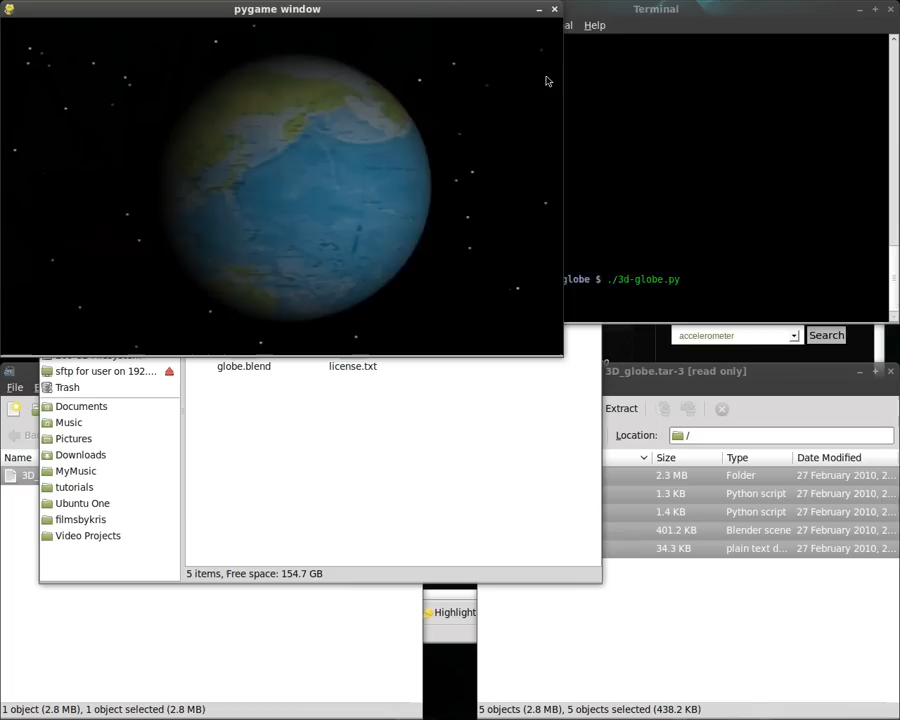 pygame window
Terminal
al Help
globe $ ./3d-globe.py
accelerometer Search
sftp for user on 192....
Trash
Documents
Music
Pictures
Downloads
MyMusic
tutorials
Ubuntu One
filmsbykris
Video Projects
globe.blend license.txt
5 items, Free space: 154.7 GB
File E
Name
3D_
1 object (2.8 MB), 1 object selected (2.8 MB)
Highlight
3D_globe.tar-3 [read only]
Extract
Location: /
Size Type Date Modified
2.3 MB Folder 27 February 2010, 2...
1.3 KB Python script 27 February 2010, 2...
1.4 KB Python script 27 February 2010, 2...
401.2 KB Blender scene 27 February 2010, 2...
34.3 KB plain text d... 27 February 2010, 2...
5 objects (2.8 MB), 5 objects selected (438.2 KB)